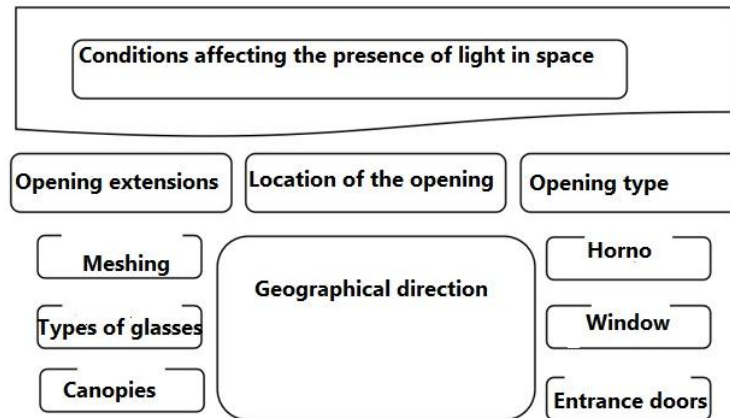 Conditions affecting the presence of light in space
Opening extensions
Location of the opening
Opening type
Meshing
Geographical direction
Horno
Types of glasses
Window
Canopies
Entrance doors